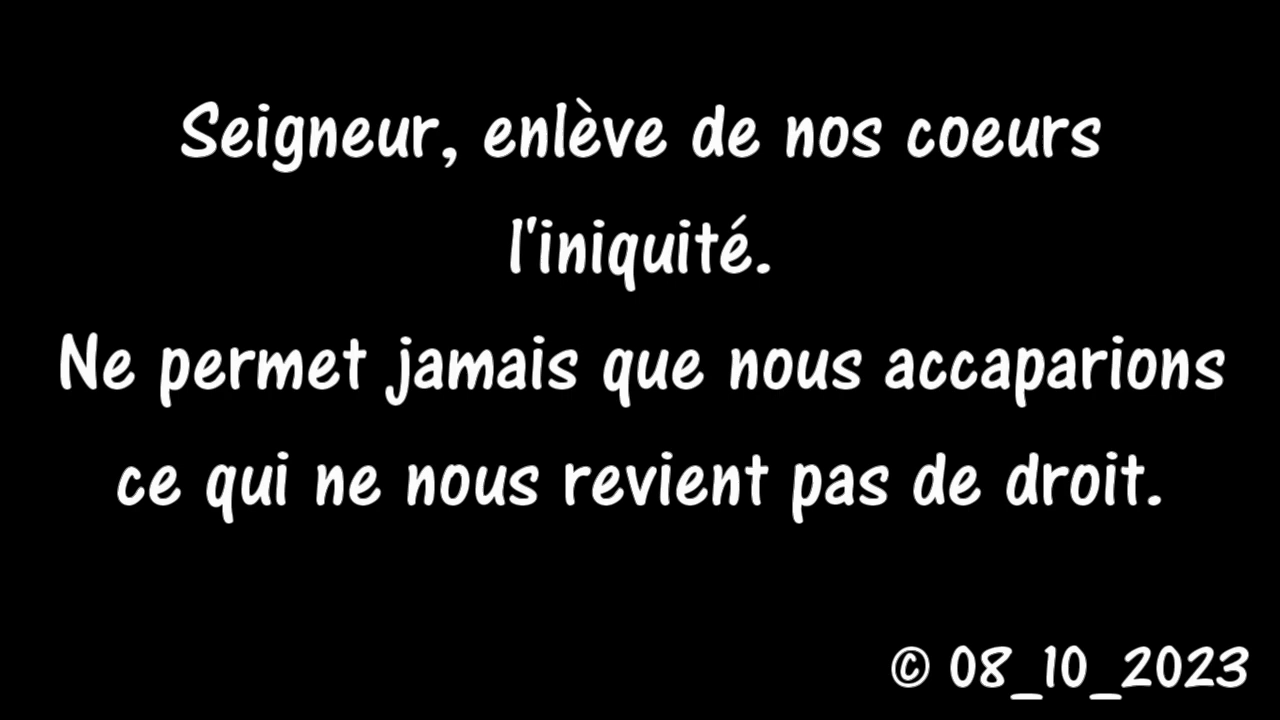 Seigneur, enlève de nos coeurs
l'iniquité.
Ne permet jamais que nous accaparions
ce qui ne nous revient pas de droit.
© 08_10_2023